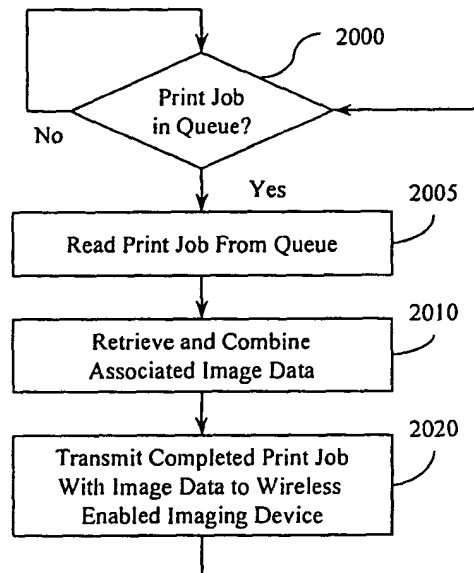 2000
Print Job
in Queue?
No
Yes
2005
Read Print Job From Queue
2010
Retrieve and Combine
Associated Image Data
2020
Transmit Completed Print Job
With Image Data to Wireless
Enabled Imaging Device